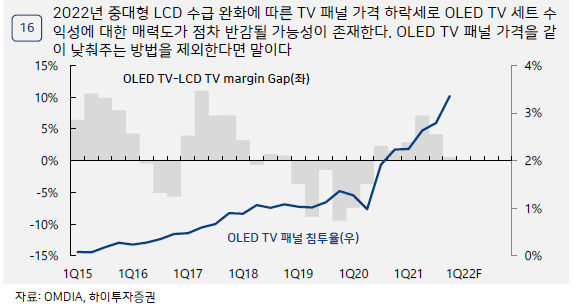 16
2022년 중대형 LCD 수급 완화에 따른 TV 패널 가격 하락세로 OLED TV 세트 수
익성에 대한 매력도가 점차 반감될 가능성이 존재한다. OLED TV 패널 가격을 같
이 낮춰주는 방법을 제외한다면 말이다
OLED TV-LCD TV margin Gap(좌)
15%
10%
5%
0%
-5%
-10%
-15%
4%
3%
2%
1%
0%
OLED TV 패널 침투율(우)
1Q15 1Q16 1Q17 1Q18 1Q19 1Q20 1Q21 1Q22F
자료: OMDIA, 하이투자증권